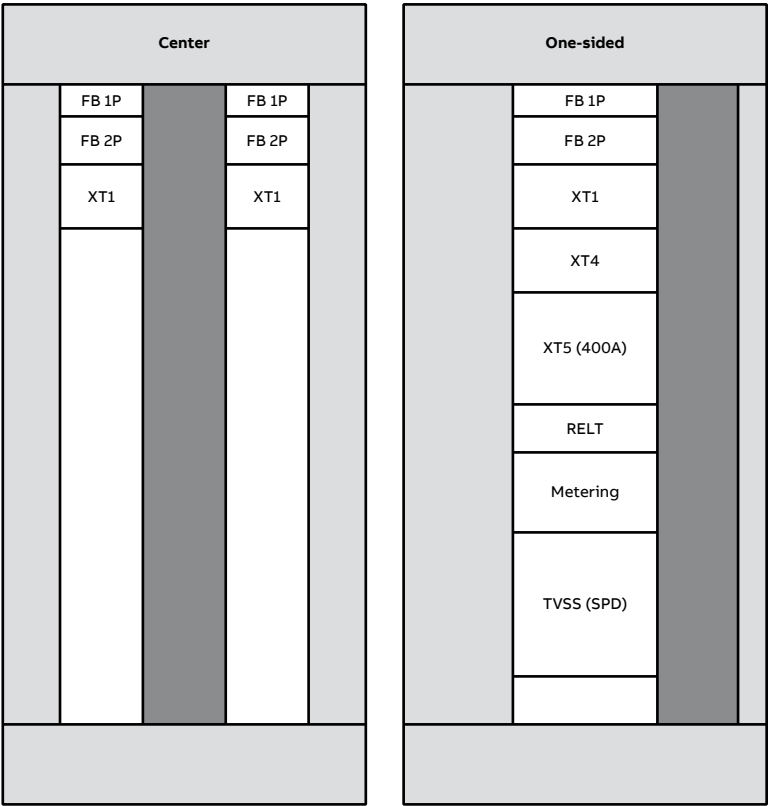 Center
FB 1P
FB 1P
FB 2P
FB 2P
XT1
XT1
One-sided
FB 1P
FB 2P
XT1
XT4
XT5 (400A)
RELT
Metering
TVSS (SPD)